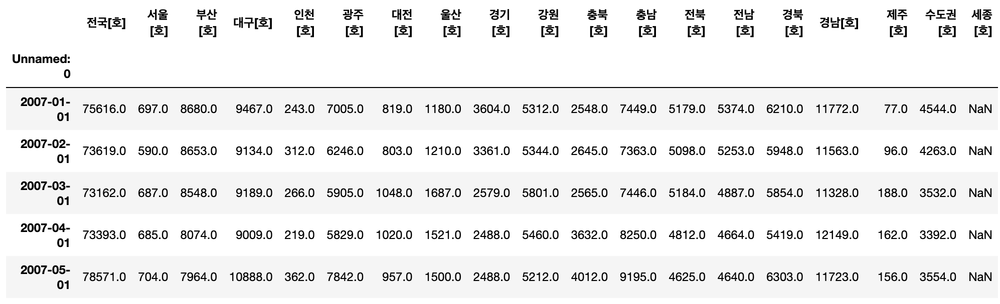 전국[호] 서울[호] 부산[호] 대구[호] 인천[호] 광주[호] 대전[호] 울산[호] 경기[호] 강원[호] 충북[호] 충남[호] 전북[호] 전남[호] 경북[호] 경남[호] 제주[호] 수도권[호] 세종[호]
Unnamed: 0
2007-01-01 75616.0 697.0 8680.0 9467.0 243.0 7005.0 819.0 1180.0 3604.0 5312.0 2548.0 7449.0 5179.0 5374.0 6210.0 11772.0 77.0 4544.0 NaN
2007-02-01 73619.0 590.0 8653.0 9134.0 312.0 6246.0 803.0 1210.0 3361.0 5344.0 2645.0 7363.0 5098.0 5253.0 5948.0 11563.0 96.0 4263.0 NaN
2007-03-01 73162.0 687.0 8548.0 9189.0 266.0 5905.0 1048.0 1687.0 2579.0 5801.0 2565.0 7446.0 5184.0 4887.0 5854.0 11328.0 188.0 3532.0 NaN
2007-04-01 73393.0 685.0 8074.0 9009.0 219.0 5829.0 1020.0 1521.0 2488.0 5460.0 3632.0 8250.0 4812.0 4664.0 5419.0 12149.0 162.0 3392.0 NaN
2007-05-01 78571.0 704.0 7964.0 10888.0 362.0 7842.0 957.0 1500.0 2488.0 5212.0 4012.0 9195.0 4625.0 4640.0 6303.0 11723.0 156.0 3554.0 NaN